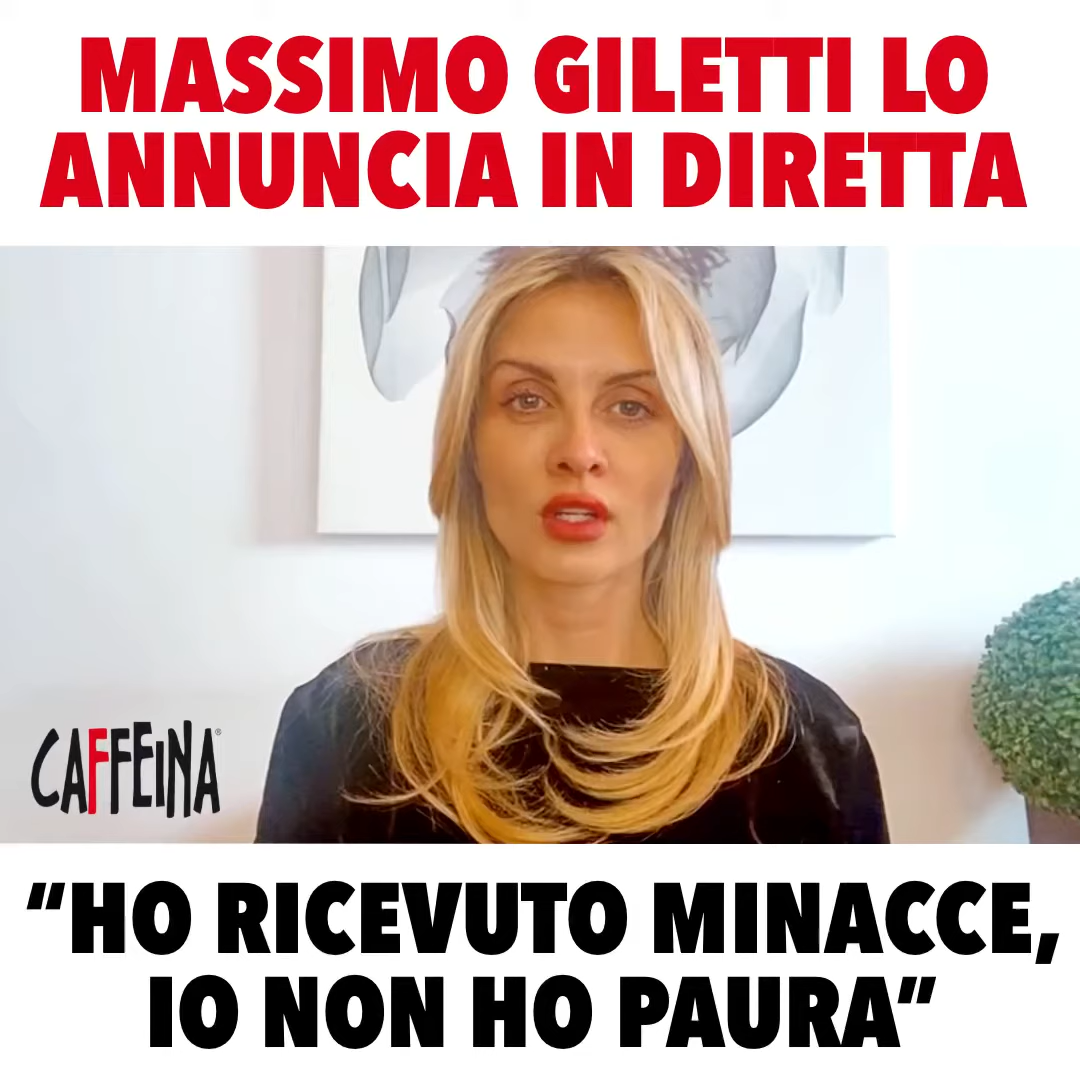 MASSIMO GILETTI LO
ANNUNCIA IN DIRETTA
CAFFEINA®
“HO RICEVUTO MINACCE,
IO NON HO PAURA”